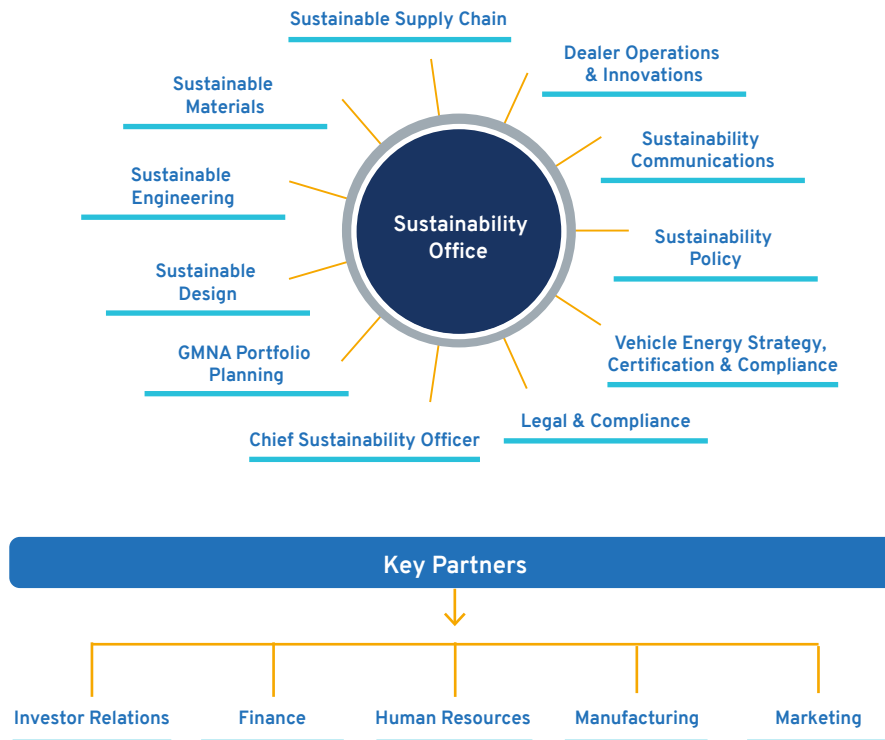 Sustainable Supply Chain
Dealer Operations
& Innovations
Sustainable
Materials
Sustainability
Communications
Sustainable
Engineering
Sustainability
Office
Sustainability
Policy
Sustainable
Design
GMNA Portfolio
Planning
Vehicle Energy Strategy,
Certification & Compliance
Chief Sustainability Officer
Legal & Compliance
Key Partners
Investor Relations
Finance
Human Resources
Manufacturing
Marketing